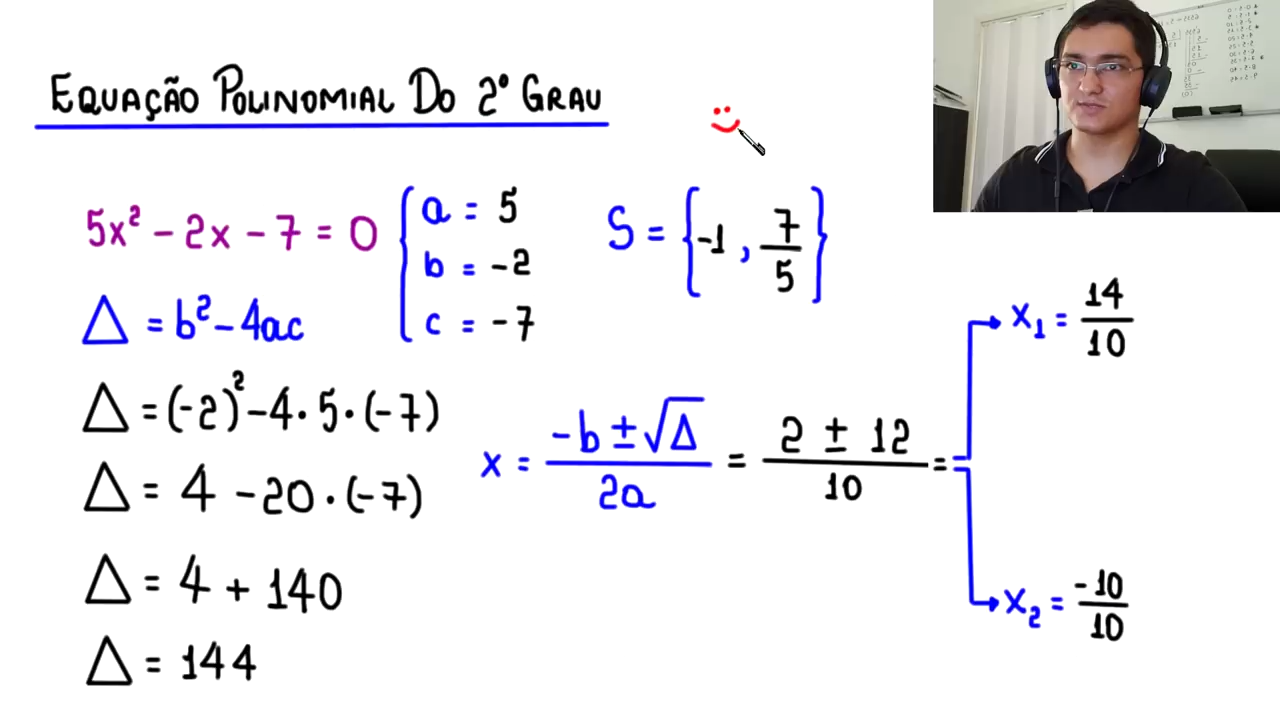 EQUAÇÃO POLINOMIAL DO 2º GRAU
5x² - 2x - 7 = 0
a = 5
b = -2
c = -7
S = {-1, 7/5}
Δ = b² - 4ac
Δ = (-2)² - 4 · 5 · (-7)
Δ = 4 - 20 · (-7)
Δ = 4 + 140
Δ = 144
x = (-b ± √Δ)/2a = (2 ± 12)/10 =
x₁ = 14/10
x₂ = -10/10